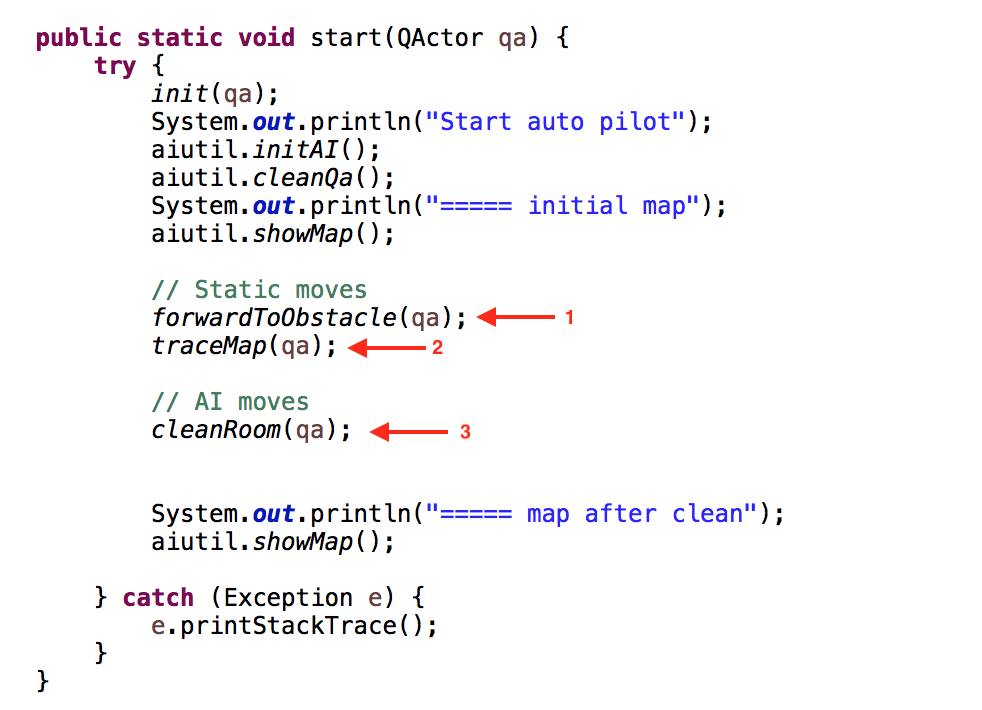 public static void start(QActor qa) {
    try {
        init(qa);
        System.out.println("Start auto pilot");
        aiutil.initAI();
        aiutil.cleanQa();
        System.out.println("===== initial map");
        aiutil.showMap();

        // Static moves
        forwardToObstacle(qa); 1
        traceMap(qa); 2

        // AI moves
        cleanRoom(qa); 3

        System.out.println("===== map after clean");
        aiutil.showMap();

    } catch (Exception e) {
        e.printStackTrace();
    }
}